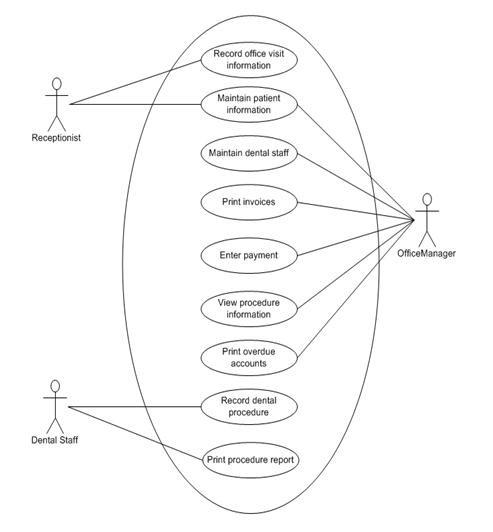 Record office visit
information
Maintain patient
information
Receptionist
Maintain dental staff
Print invoices
OfficeManager
Enter payment
View procedure
information
Print overdue
accounts
Record dental
procedure
Dental Staff
Print procedure report